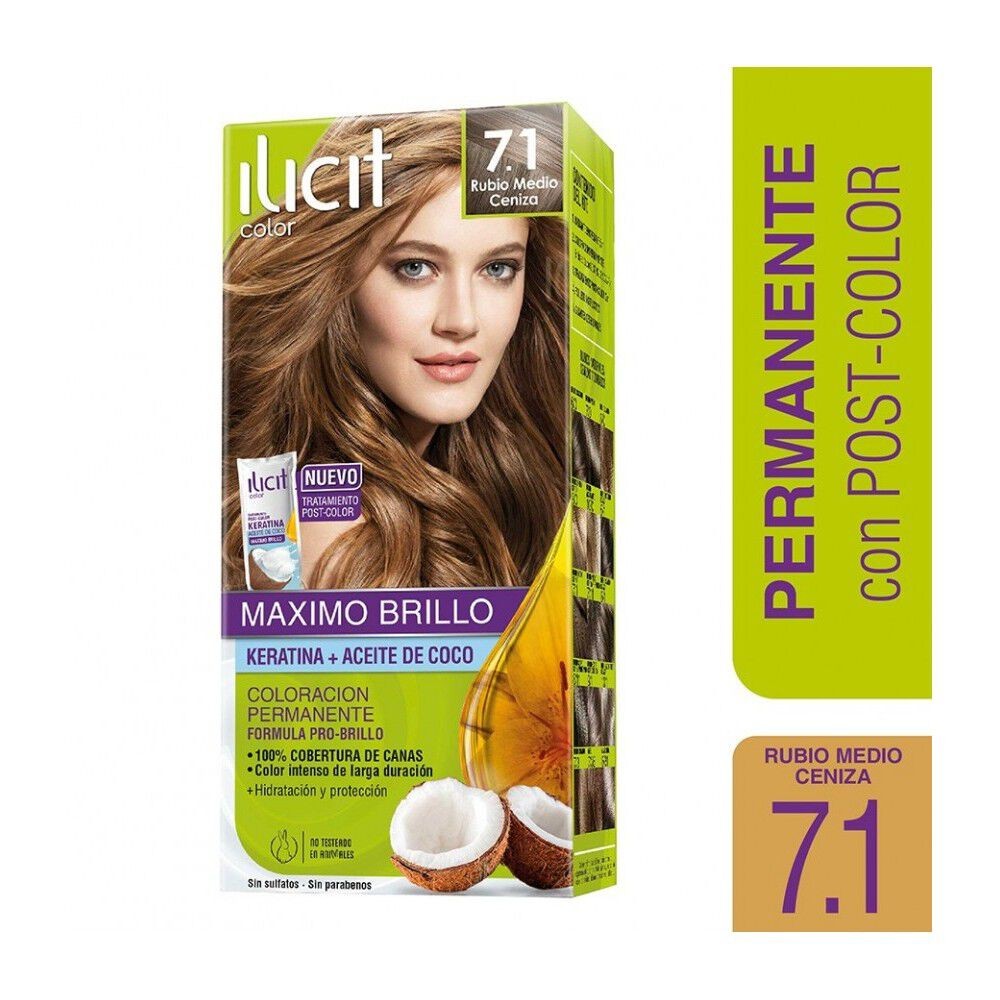 ilicit
color
7.1
Rubio Medio
Ceniza
CONTENIDO
DEL KIT
ilicit
color
KERATINA
ACEITE DE COCO
MAXIMO BRILLO
NUEVO
TRATAMIENTO
POST-COLOR
MAXIMO BRILLO
KERATINA + ACEITE DE COCO
COLORACION
PERMANENTE
FORMULA PRO-BRILLO
•100% COBERTURA DE CANAS
•Color intenso de larga duración
+Hidratación y protección
NO TESTEADO
EN ANIMALES
Sin sulfatos - Sin parabenos
PERMANENTE
con POST-COLOR
RUBIO MEDIO
CENIZA
7.1